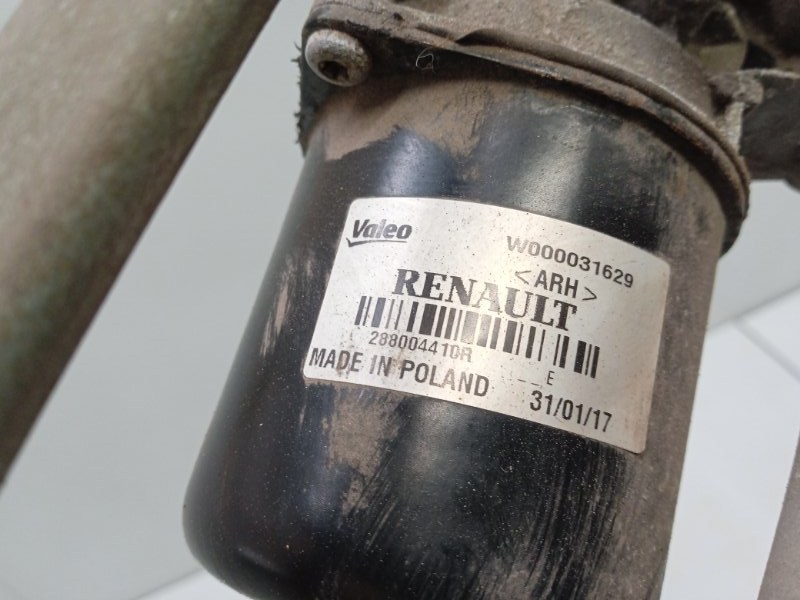 Valeo
W000031629
<ARH>
RENAULT
288004410R
E
MADE IN POLAND
31/01/17